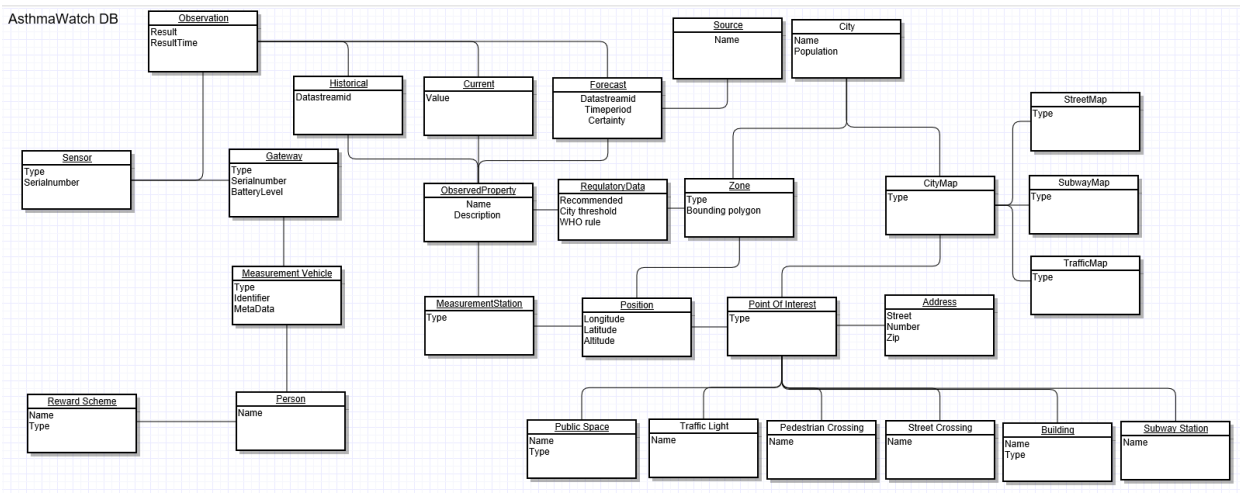 AsthmaWatch DB
Observation
Result
ResultTime
Source
Name
City
Name
Population
Historical
Datastreamid
Current
Value
Forecast
Datastreamid
Timeperiod
Certainty
StreetMap
Type
Sensor
Type
Serialnumber
Gateway
Type
Serialnumber
BatteryLevel
ObservedProperty
Name
Description
RegulatoryData
Recommended
City threshold
WHO rule
Zone
Type
Bounding polygon
CityMap
Type
SubwayMap
Type
TrafficMap
Type
Measurement Vehicle
Type
Identifier
MetaData
MeasurementStation
Type
Position
Longitude
Latitude
Altitude
Point Of Interest
Type
Address
Street
Number
Zip
Reward Scheme
Name
Type
Person
Name
Public Space
Name
Type
Traffic Light
Name
Pedestrian Crossing
Name
Street Crossing
Name
Building
Name
Type
Subway Station
Name